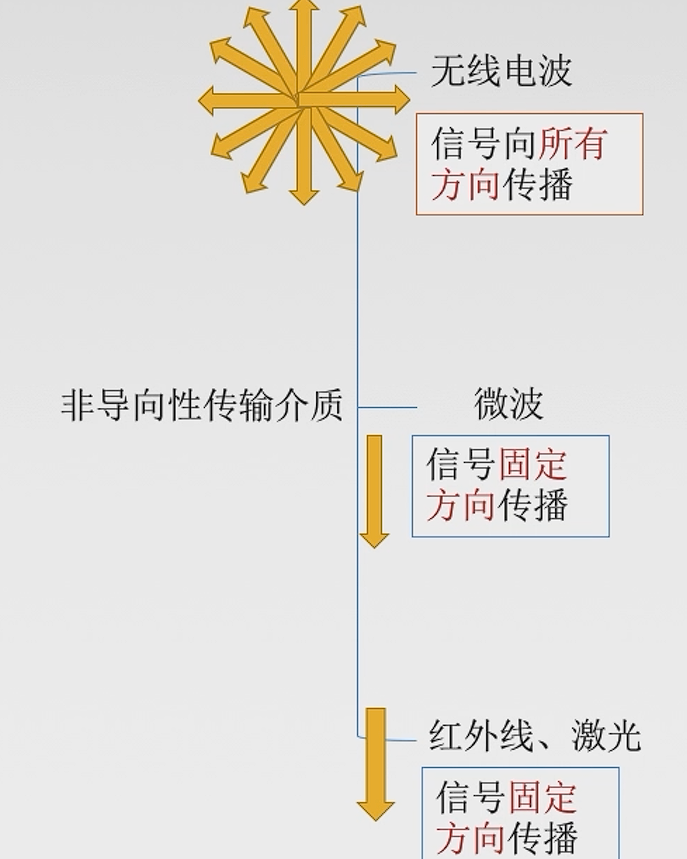 无线电波
信号向所有
方向传播
非导向性传输介质
微波
信号固定
方向传播
红外线、激光
信号固定
方向传播